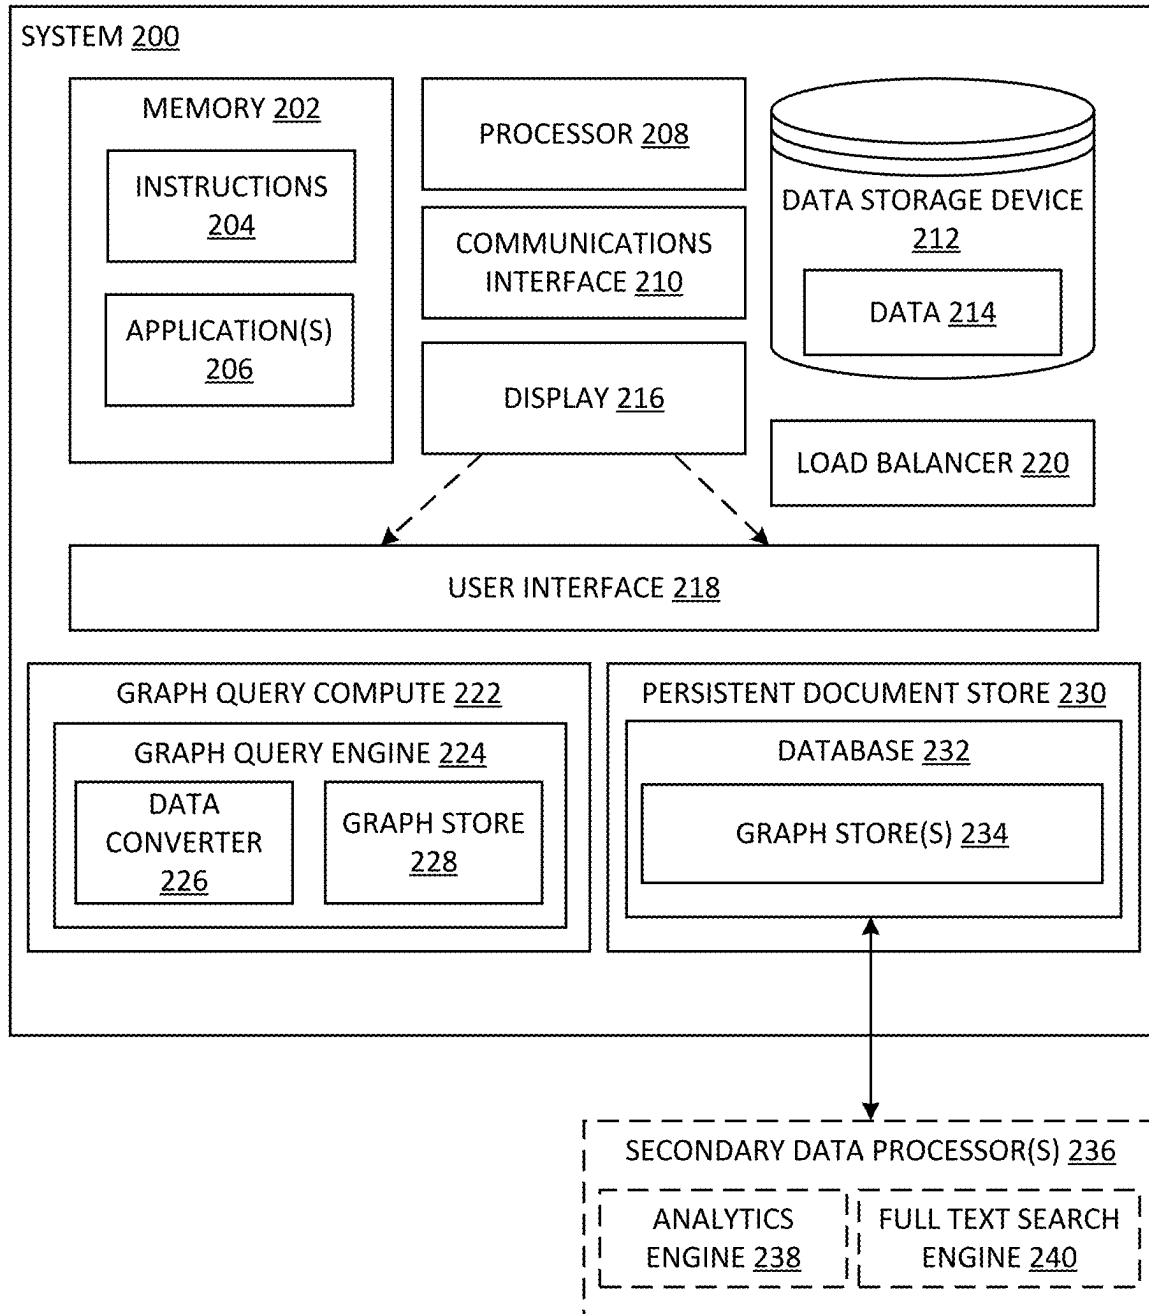 SYSTEM 200
MEMORY 202
INSTRUCTIONS
204
APPLICATION(S)
206
PROCESSOR 208
COMMUNICATIONS
INTERFACE 210
DISPLAY 216
DATA STORAGE DEVICE
212
DATA 214
LOAD BALANCER 220
USER INTERFACE 218
GRAPH QUERY COMPUTE 222
GRAPH QUERY ENGINE 224
DATA
CONVERTER
226
GRAPH STORE
228
PERSISTENT DOCUMENT STORE 230
DATABASE 232
GRAPH STORE(S) 234
SECONDARY DATA PROCESSOR(S) 236
ANALYTICS
ENGINE 238
FULL TEXT SEARCH
ENGINE 240